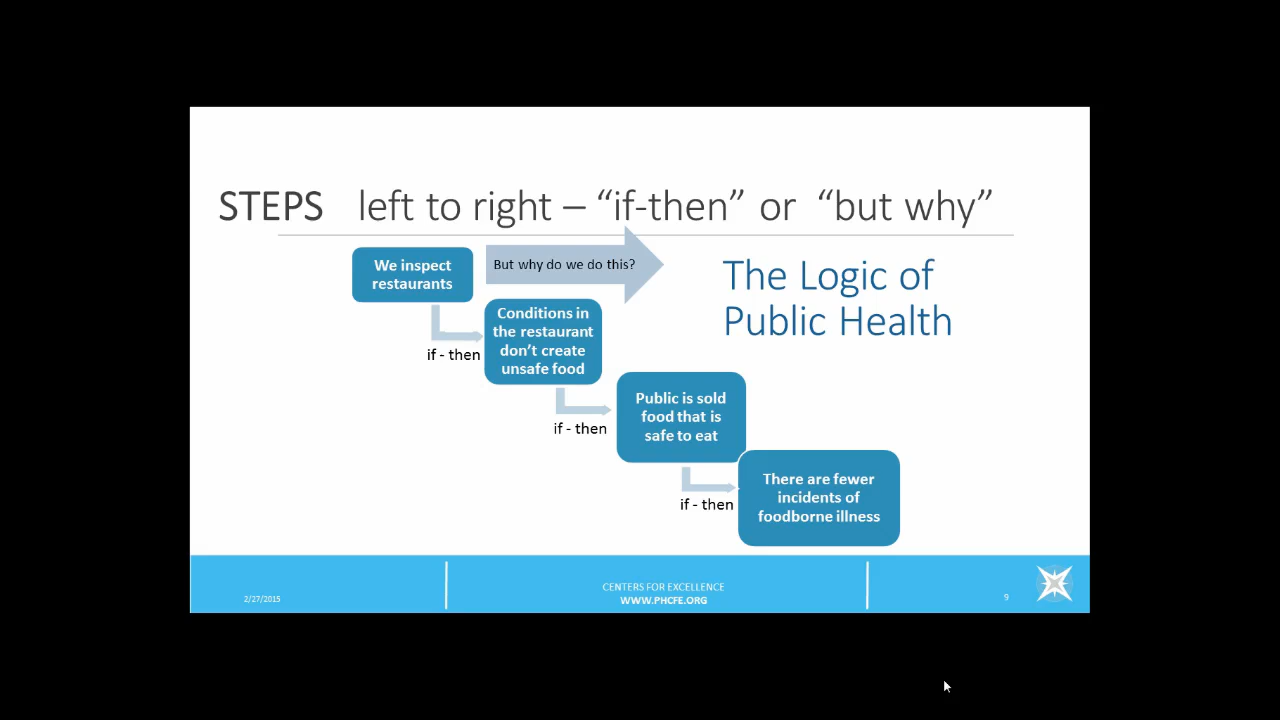 STEPS left to right – “if-then” or “but why”
We inspect
restaurants
But why do we do this?
The Logic of
Public Health
if - then
Conditions in
the restaurant
don’t create
unsafe food
if - then
Public is sold
food that is
safe to eat
if - then
There are fewer
incidents of
foodborne illness
2/27/2015
CENTERS FOR EXCELLENCE
WWW.PHCFE.ORG
9